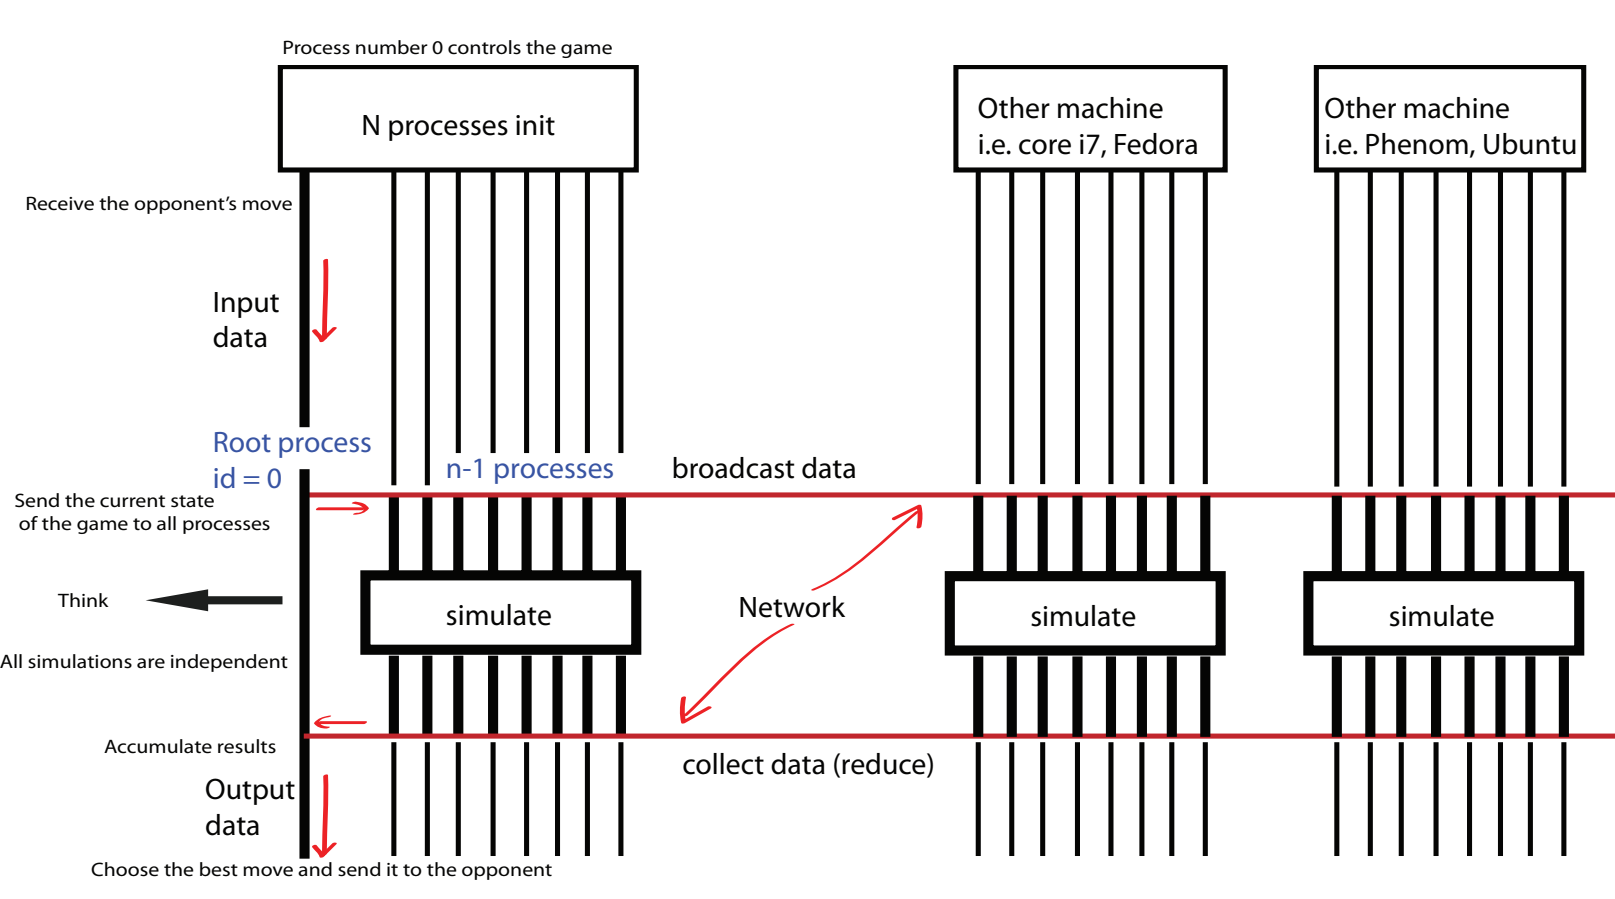 Process number 0 controls the game
N processes init
Other machine
i.e. core i7, Fedora
Other machine
i.e. Phenom, Ubuntu
Receive the opponent’s move
Input
data
Root process
id = 0
n-1 processes
broadcast data
Send the current state
of the game to all processes
Think
simulate
Network
simulate
simulate
All simulations are independent
Accumulate results
collect data (reduce)
Output
data
Choose the best move and send it to the opponent